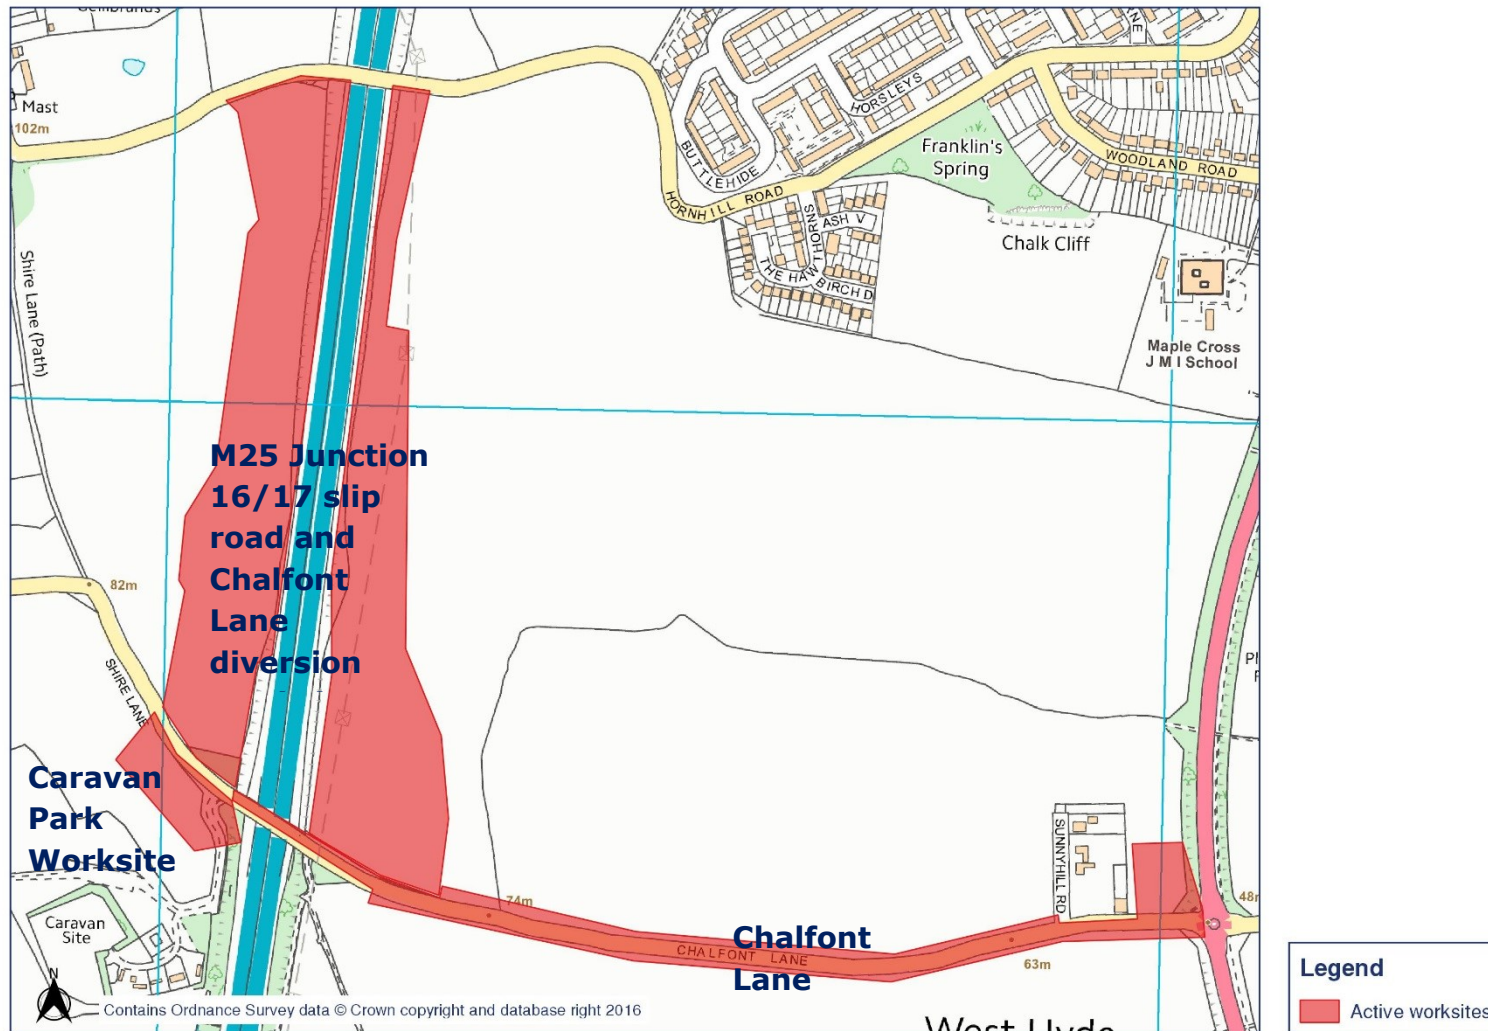 Mast
102m
Shire Lane (Path)
BUTTLEHIDE
HORSLEYS
HORNHILL ROAD
Franklin's
Spring
WOODLAND ROAD
Chalk Cliff
ASH V
THE HAWTHORNS
BIRCH D
Maple Cross
J M I School
M25 Junction
16/17 slip
road and
Chalfont
Lane
diversion
82m
SHIRE LANE
Caravan
Park
Worksite
Caravan
Site
74m
CHALFONT LANE
Chalfont
Lane
63m
SUNNYHILL RD
48m
West Hyde
N
Contains Ordnance Survey data © Crown copyright and database right 2016
Legend
Active worksites